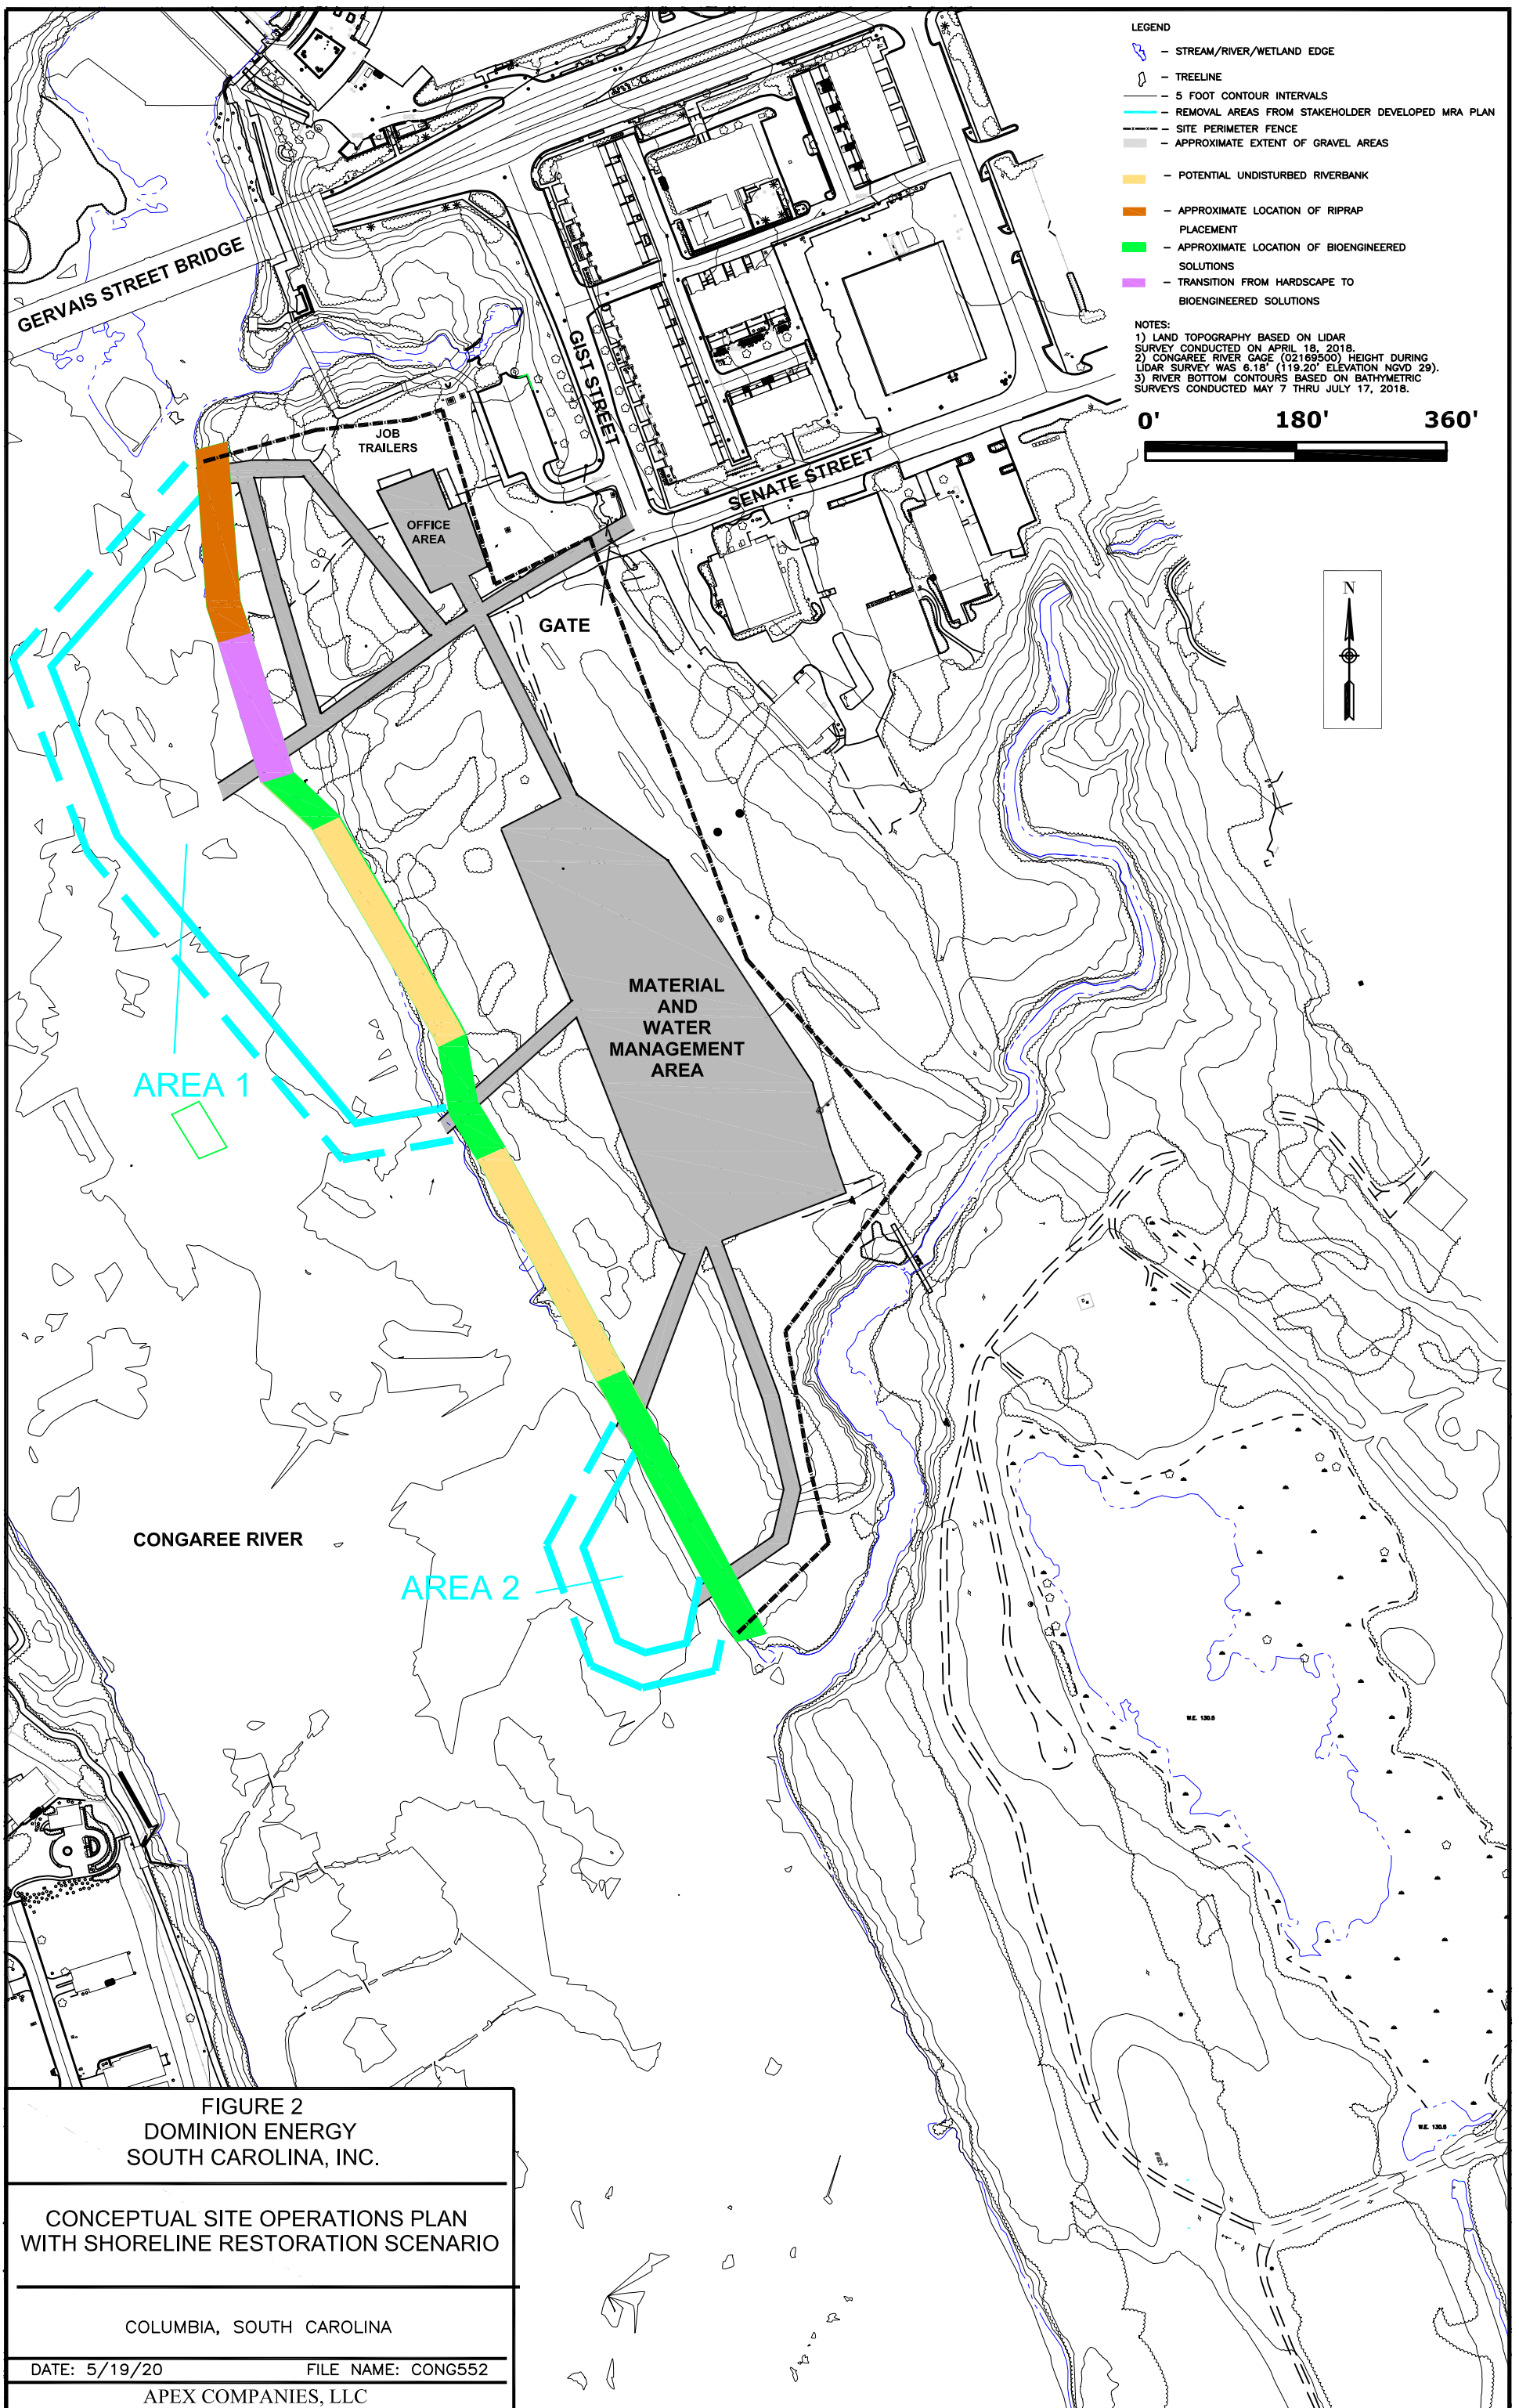 LEGEND
– STREAM/RIVER/WETLAND EDGE
– TREELINE
– 5 FOOT CONTOUR INTERVALS
– REMOVAL AREAS FROM STAKEHOLDER DEVELOPED MRA PLAN
– SITE PERIMETER FENCE
– APPROXIMATE EXTENT OF GRAVEL AREAS
– POTENTIAL UNDISTURBED RIVERBANK
– APPROXIMATE LOCATION OF RIPRAP
PLACEMENT
– APPROXIMATE LOCATION OF BIOENGINEERED
SOLUTIONS
– TRANSITION FROM HARDSCAPE TO
BIOENGINEERED SOLUTIONS
NOTES:
1) LAND TOPOGRAPHY BASED ON LIDAR
SURVEY CONDUCTED ON APRIL 18, 2018.
2) CONGAREE RIVER GAGE (02169500) HEIGHT DURING
LIDAR SURVEY WAS 6.18' (119.20' ELEVATION NGVD 29).
3) RIVER BOTTOM CONTOURS BASED ON BATHYMETRIC
SURVEYS CONDUCTED MAY 7 THRU JULY 17, 2018.
0' 180' 360'
N
GERVAIS STREET BRIDGE
GIST STREET
SENATE STREET
JOB
TRAILERS
OFFICE
AREA
GATE
MATERIAL
AND
WATER
MANAGEMENT
AREA
AREA 1
CONGAREE RIVER
AREA 2
W.E. 130.6
W.E. 130.6
FIGURE 2
DOMINION ENERGY
SOUTH CAROLINA, INC.
CONCEPTUAL SITE OPERATIONS PLAN
WITH SHORELINE RESTORATION SCENARIO
COLUMBIA, SOUTH CAROLINA
DATE: 5/19/20 FILE NAME: CONG552
APEX COMPANIES, LLC